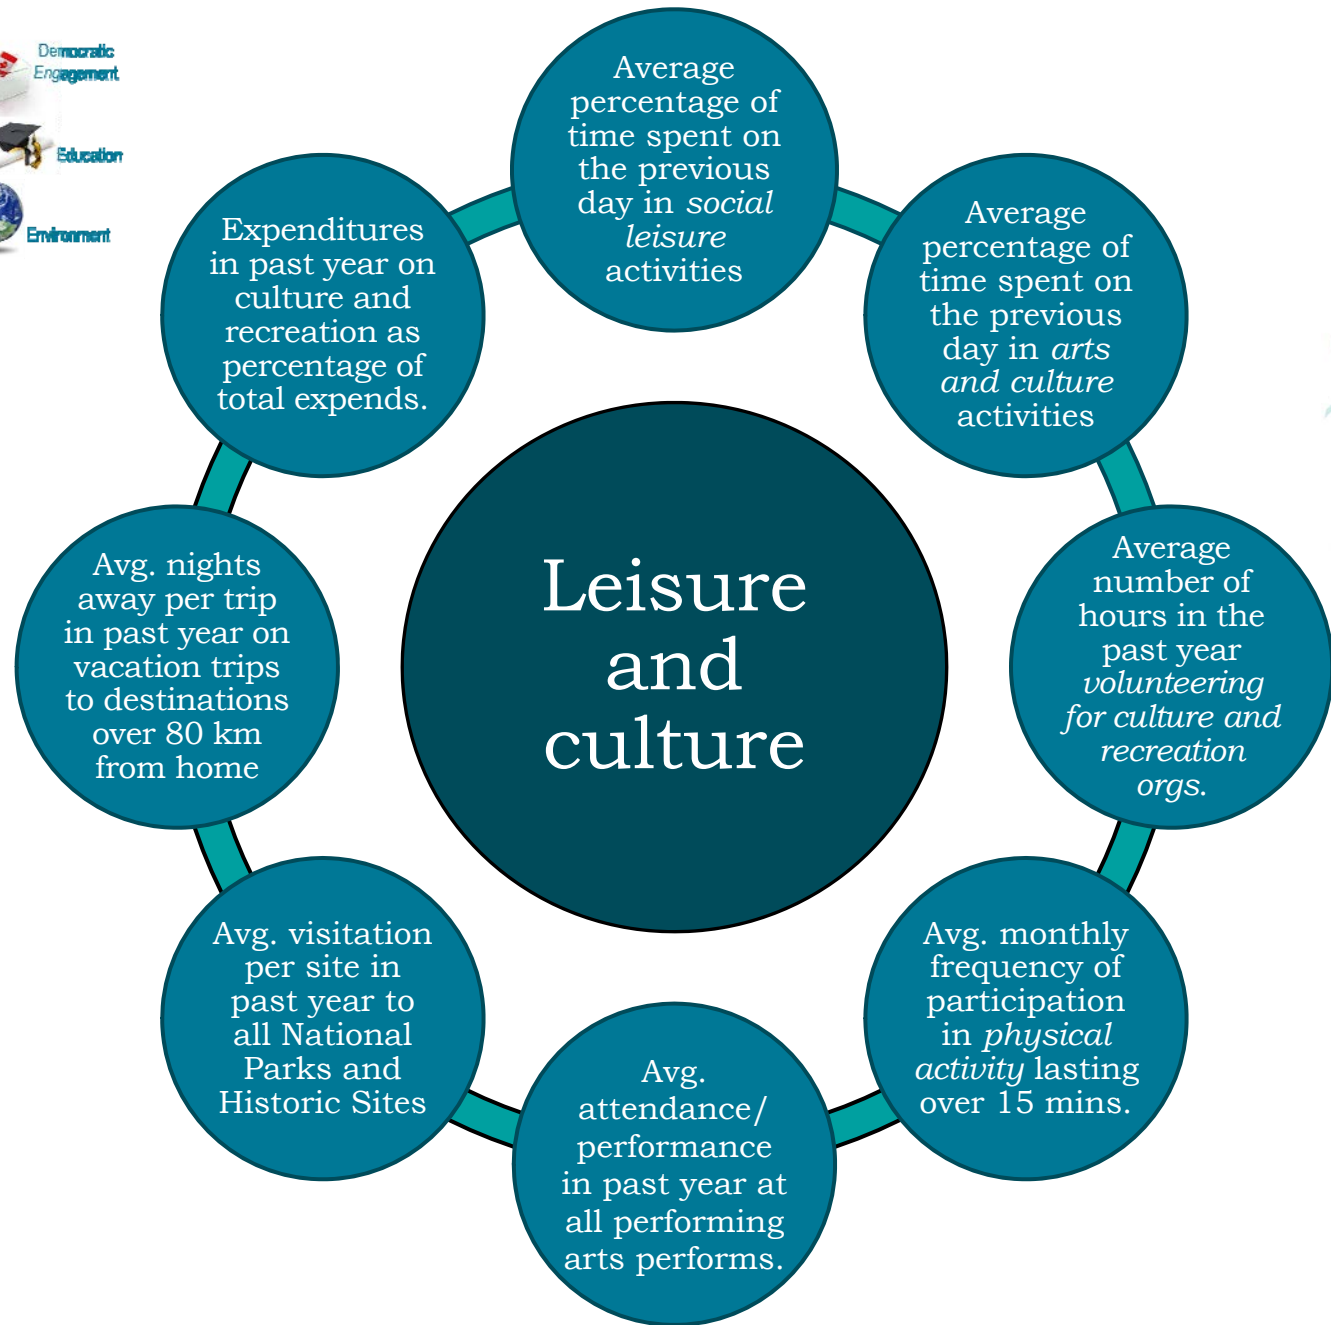 Democratic
Engagement
Education
Environment
Average
percentage of
time spent on
the previous
day in social
leisure
activities
Average
percentage of
time spent on
the previous
day in arts
and culture
activities
Average
number of
hours in the
past year
volunteering
for culture and
recreation
orgs.
Avg. monthly
frequency of
participation
in physical
activity lasting
over 15 mins.
Avg.
attendance/
performance
in past year at
all performing
arts performs.
Avg. visitation
per site in
past year to
all National
Parks and
Historic Sites
Avg. nights
away per trip
in past year on
vacation trips
to destinations
over 80 km
from home
Expenditures
in past year on
culture and
recreation as
percentage of
total expends.
Leisure
and
culture